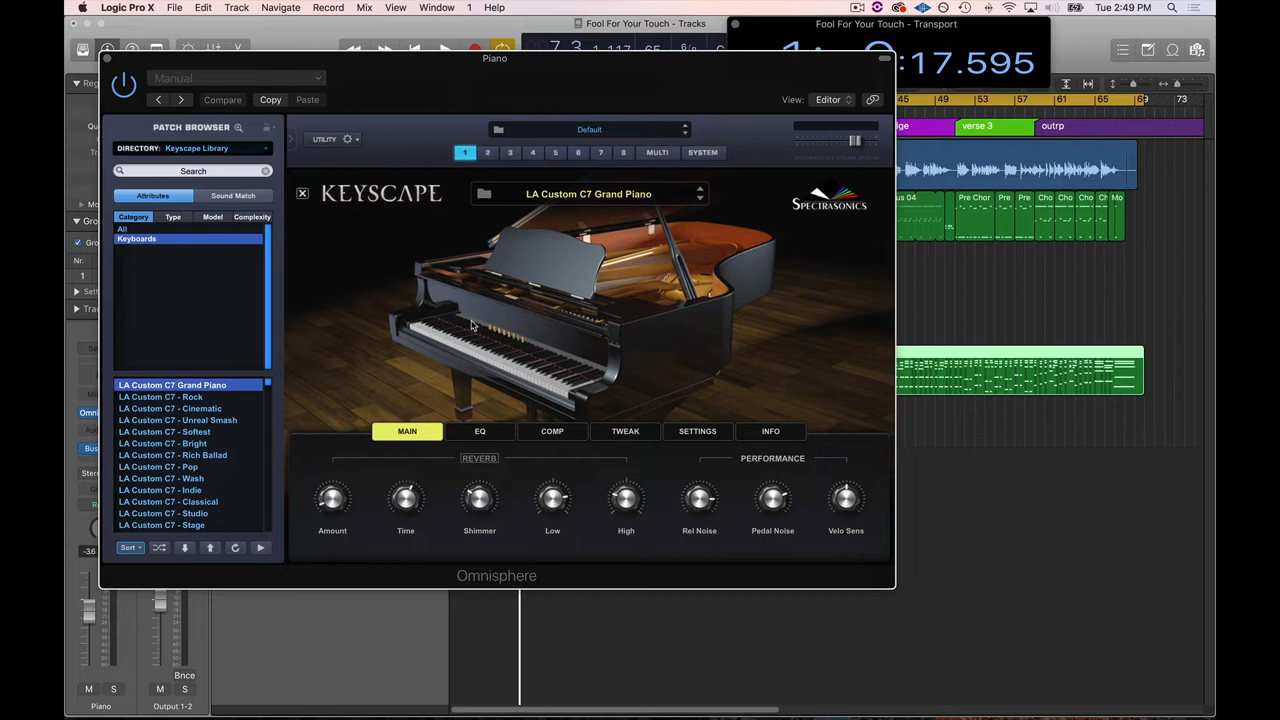 Logic Pro X File Edit Track Navigate Record Mix View Window 1 Help
Tue 2:49 PM
Fool For Your Touch - Tracks
Fool For Your Touch - Transport
:17.595
Piano
Manual
Compare Copy Paste
View: Editor
45 49 53 57 61 65 69 73
verse 3
outrp
PATCH BROWSER
DIRECTORY: Keyscape Library
Search
Attributes Sound Match
Category Type Model Complexity
All
Keyboards
UTILITY
Default
1 2 3 4 5 6 7 8 MULTI SYSTEM
KEYSCAPE
LA Custom C7 Grand Piano
SPECTRASONICS
Pre Chor Pre Pre Cho Cho Cho Mo
LA Custom C7 Grand Piano
LA Custom C7 - Rock
LA Custom C7 - Cinematic
LA Custom C7 - Unreal Smash
LA Custom C7 - Softest
LA Custom C7 - Bright
LA Custom C7 - Rich Ballad
LA Custom C7 - Pop
LA Custom C7 - Wash
LA Custom C7 - Indie
LA Custom C7 - Classical
LA Custom C7 - Studio
LA Custom C7 - Stage
Sort
MAIN EQ COMP TWEAK SETTINGS INFO
REVERB
PERFORMANCE
Amount Time Shimmer Low High Rel Noise Pedal Noise Velo Sens
Omnisphere
Nr.
1
-3.6
Bnce
M S M S
Piano Output 1-2